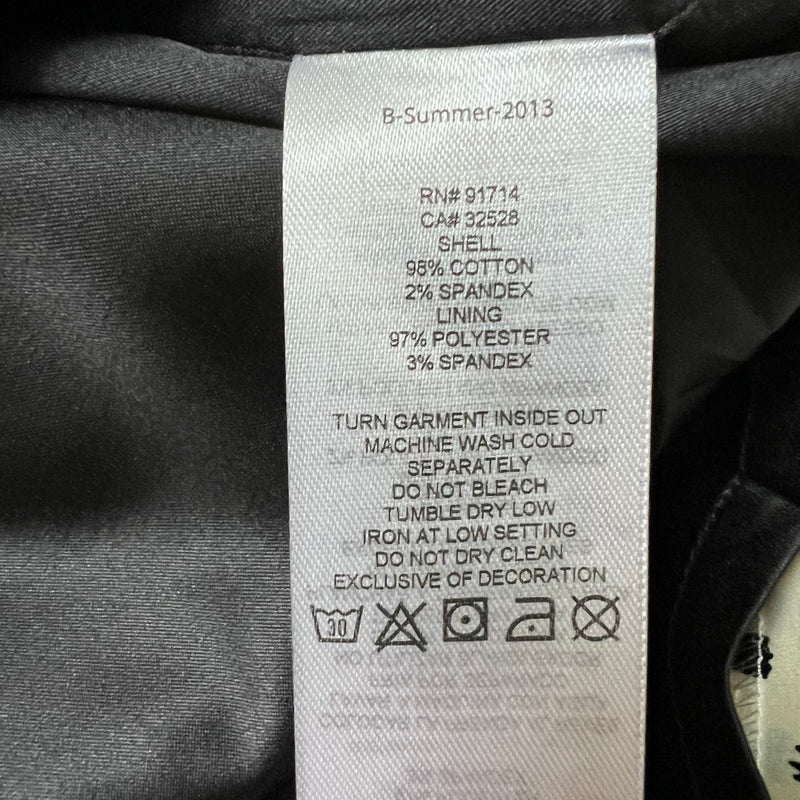 B-Summer-2013
RN# 91714
CA# 32528
SHELL
98% COTTON
2% SPANDEX
LINING
97% POLYESTER
3% SPANDEX
TURN GARMENT INSIDE OUT
MACHINE WASH COLD
SEPARATELY
DO NOT BLEACH
TUMBLE DRY LOW
IRON AT LOW SETTING
DO NOT DRY CLEAN
EXCLUSIVE OF DECORATION
30